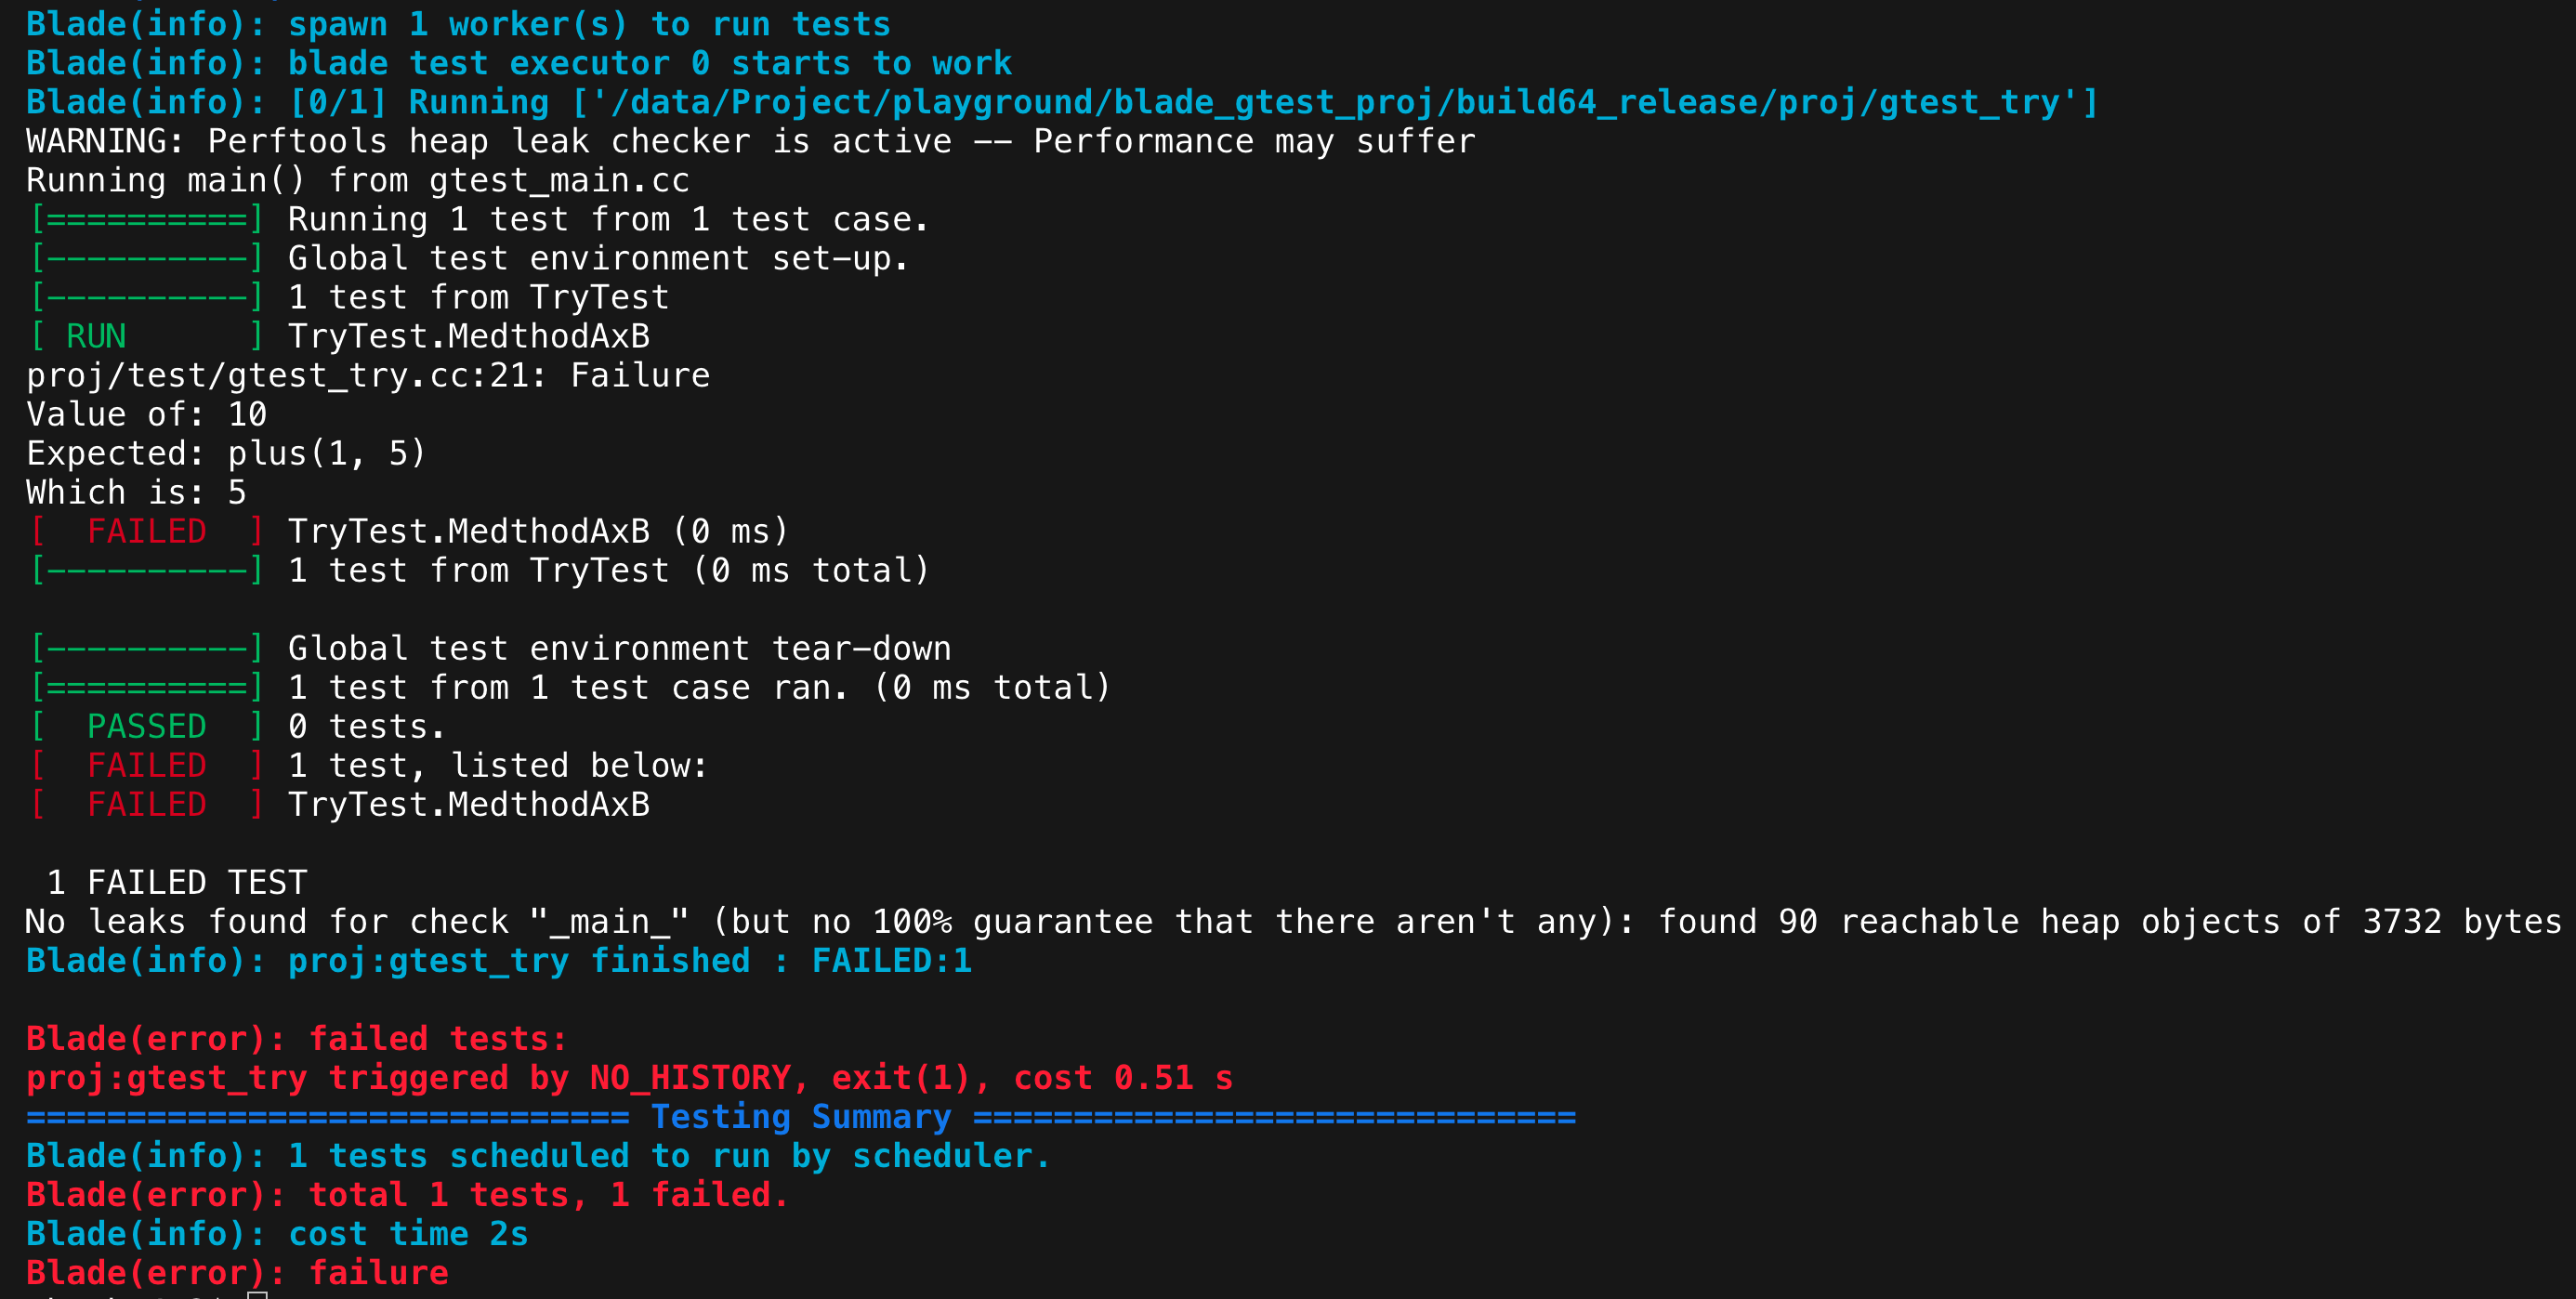 Blade(info): spawn 1 worker(s) to run tests
Blade(info): blade test executor 0 starts to work
Blade(info): [0/1] Running ['/data/Project/playground/blade_gtest_proj/build64_release/proj/gtest_try']
WARNING: Perftools heap leak checker is active -- Performance may suffer
Running main() from gtest_main.cc
[==========] Running 1 test from 1 test case.
[----------] Global test environment set-up.
[----------] 1 test from TryTest
[ RUN      ] TryTest.MedthodAxB
proj/test/gtest_try.cc:21: Failure
Value of: 10
Expected: plus(1, 5)
Which is: 5
[  FAILED  ] TryTest.MedthodAxB (0 ms)
[----------] 1 test from TryTest (0 ms total)
[----------] Global test environment tear-down
[==========] 1 test from 1 test case ran. (0 ms total)
[  PASSED  ] 0 tests.
[  FAILED  ] 1 test, listed below:
[  FAILED  ] TryTest.MedthodAxB
1 FAILED TEST
No leaks found for check "_main_" (but no 100% guarantee that there aren't any): found 90 reachable heap objects of 3732 bytes
Blade(info): proj:gtest_try finished : FAILED:1
Blade(error): failed tests:
proj:gtest_try triggered by NO_HISTORY, exit(1), cost 0.51 s
============================== Testing Summary ==============================
Blade(info): 1 tests scheduled to run by scheduler.
Blade(error): total 1 tests, 1 failed.
Blade(info): cost time 2s
Blade(error): failure